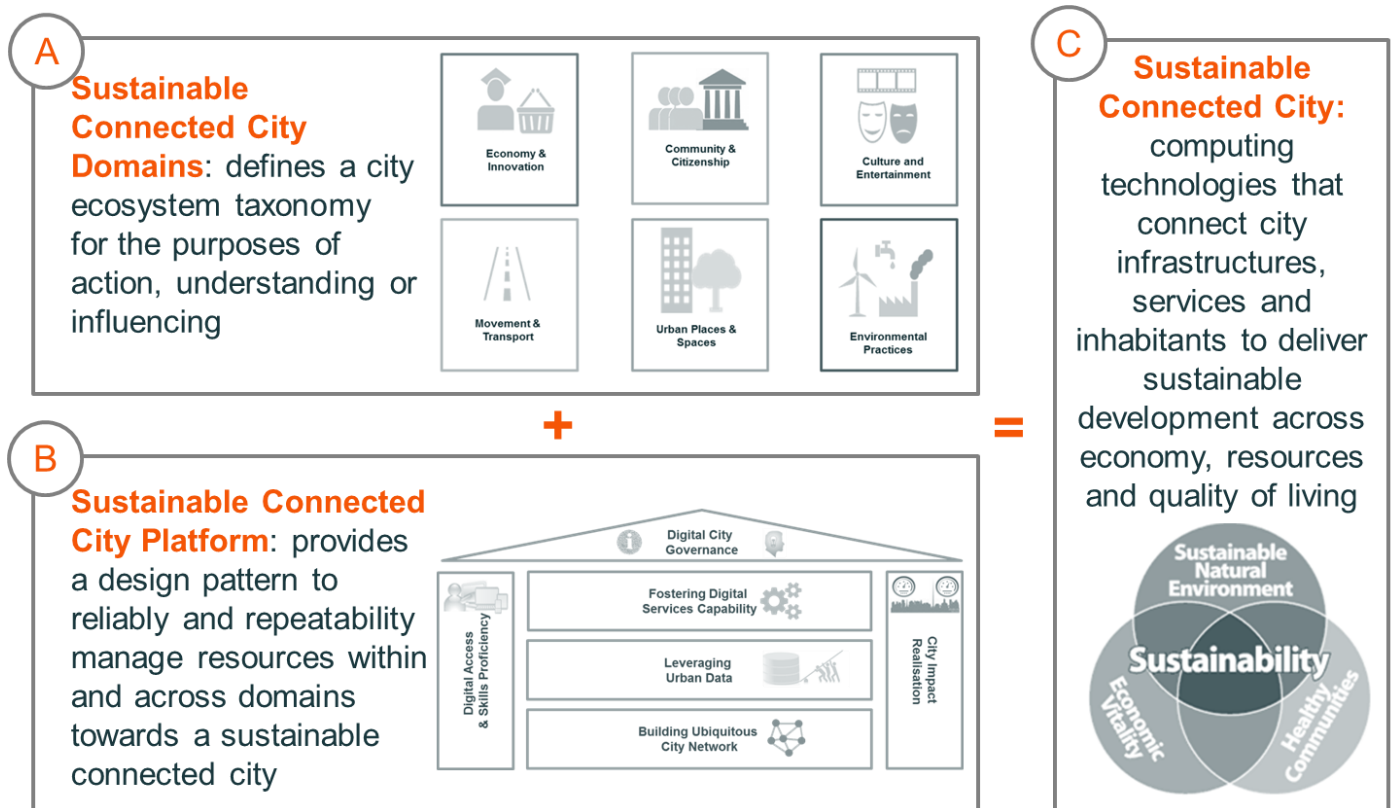 A
Sustainable
Connected City
Domains: defines a city
ecosystem taxonomy
for the purposes of
action, understanding or
influencing
Economy &
Innovation
Community &
Citizenship
Culture and
Entertainment
Movement &
Transport
Urban Places &
Spaces
Environmental
Practices
+
B
Sustainable Connected
City Platform: provides
a design pattern to
reliably and repeatability
manage resources within
and across domains
towards a sustainable
connected city
Digital City
Governance
Digital Access
& Skills Proficiency
Fostering Digital
Services Capability
Leveraging
Urban Data
Building Ubiquitous
City Network
City Impact
Realisation
=
C
Sustainable
Connected City:
computing
technologies that
connect city
infrastructures,
services and
inhabitants to deliver
sustainable
development across
economy, resources
and quality of living
Sustainable
Natural
Environment
Sustainability
Economic
Vitality
Healthy
Communities